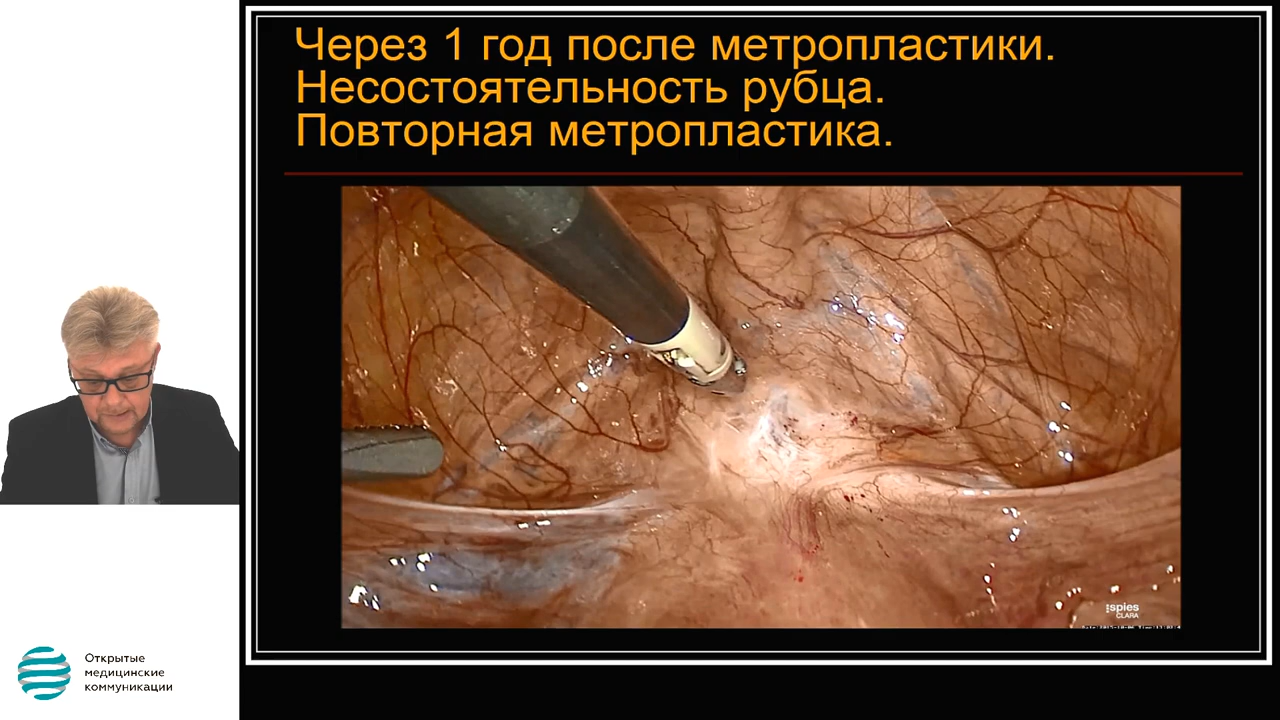 Через 1 год после метропластики.
Несостоятельность рубца.
Повторная метропластика.
spies
CLARA
Открытые
медицинские
коммуникации